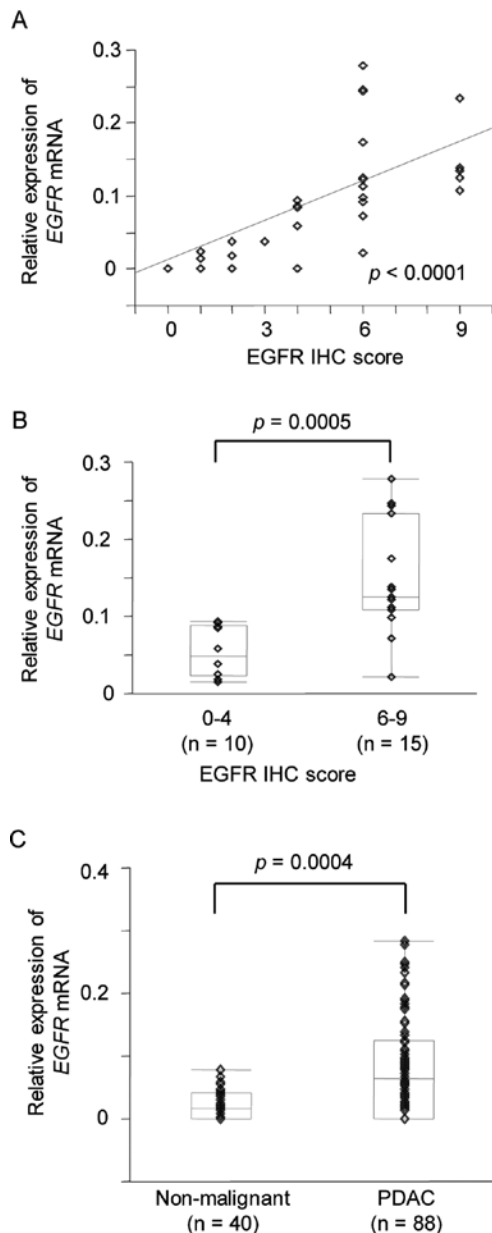 A
Relative expression of
EGFR mRNA
0.3
0.2
0.1
0
p < 0.0001
0 3 6 9
EGFR IHC score
B
p = 0.0005
Relative expression of
EGFR mRNA
0.3
0.2
0.1
0
0-4 6-9
(n = 10) (n = 15)
EGFR IHC score
C
p = 0.0004
Relative expression of
EGFR mRNA
0.4
0.2
0
Non-malignant PDAC
(n = 40) (n = 88)